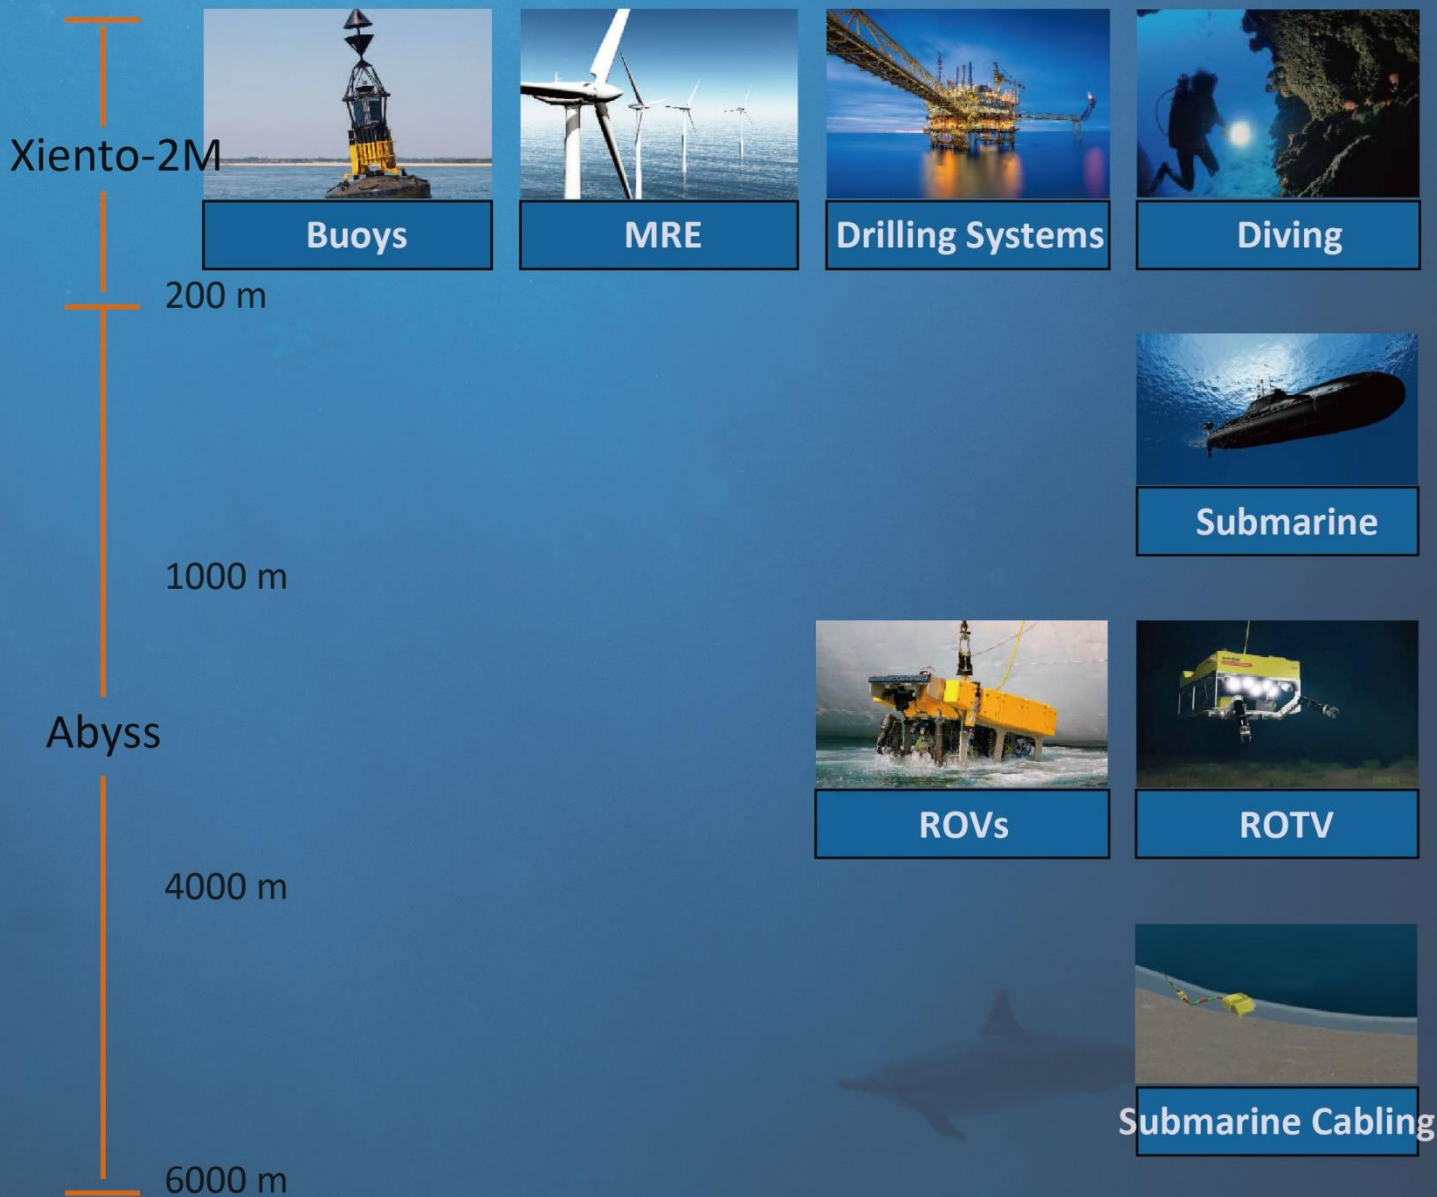 Xiento-2M
Buoys
MRE
Drilling Systems
Diving
200 m
Submarine
1000 m
Abyss
ROVs
ROTV
4000 m
Submarine Cabling
6000 m